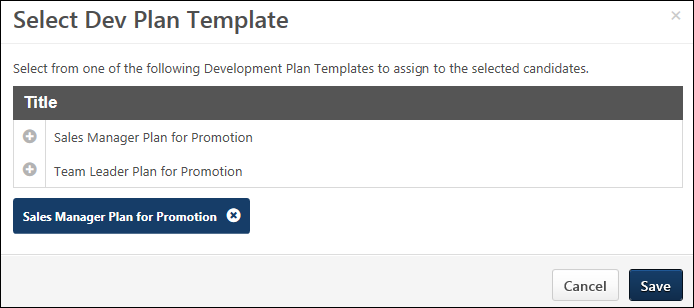 Select Dev Plan Template
Select from one of the following Development Plan Templates to assign to the selected candidates.
Title
Sales Manager Plan for Promotion
Team Leader Plan for Promotion
Sales Manager Plan for Promotion
Cancel Save